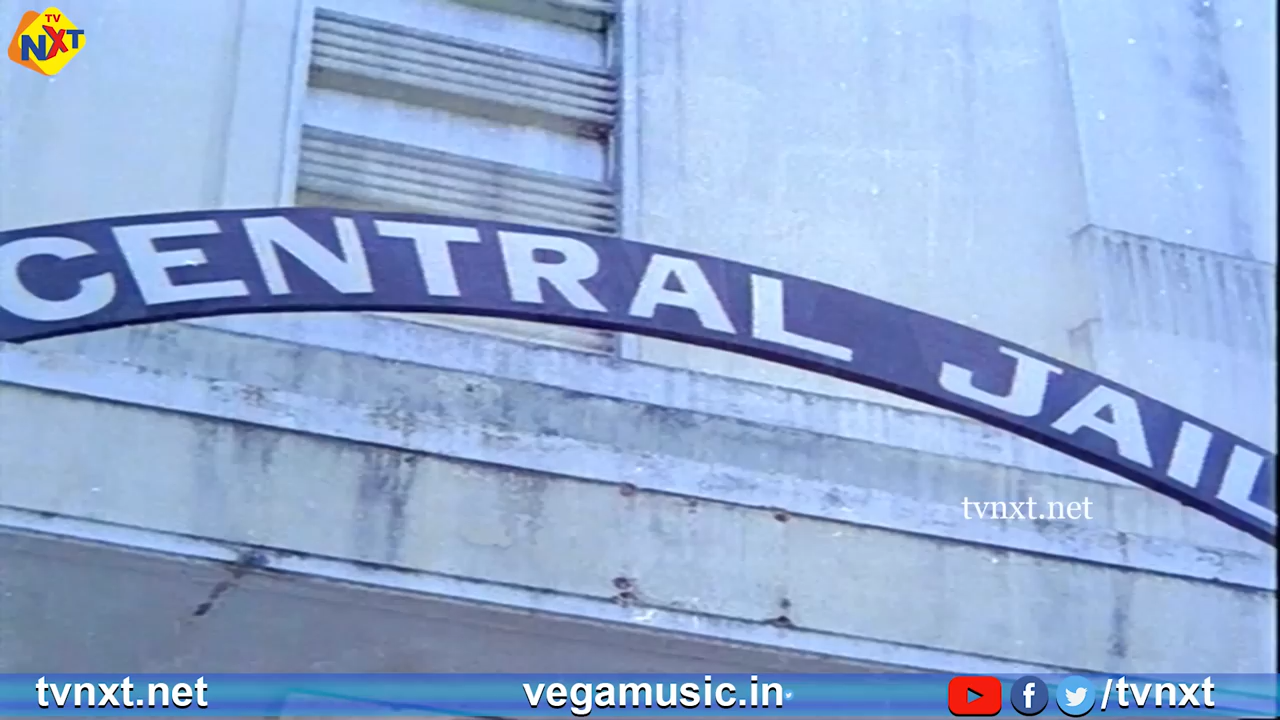 TV
NXT
CENTRAL JAIL
tvnxt.net
tvnxt.net vegamusic.in /tvnxt